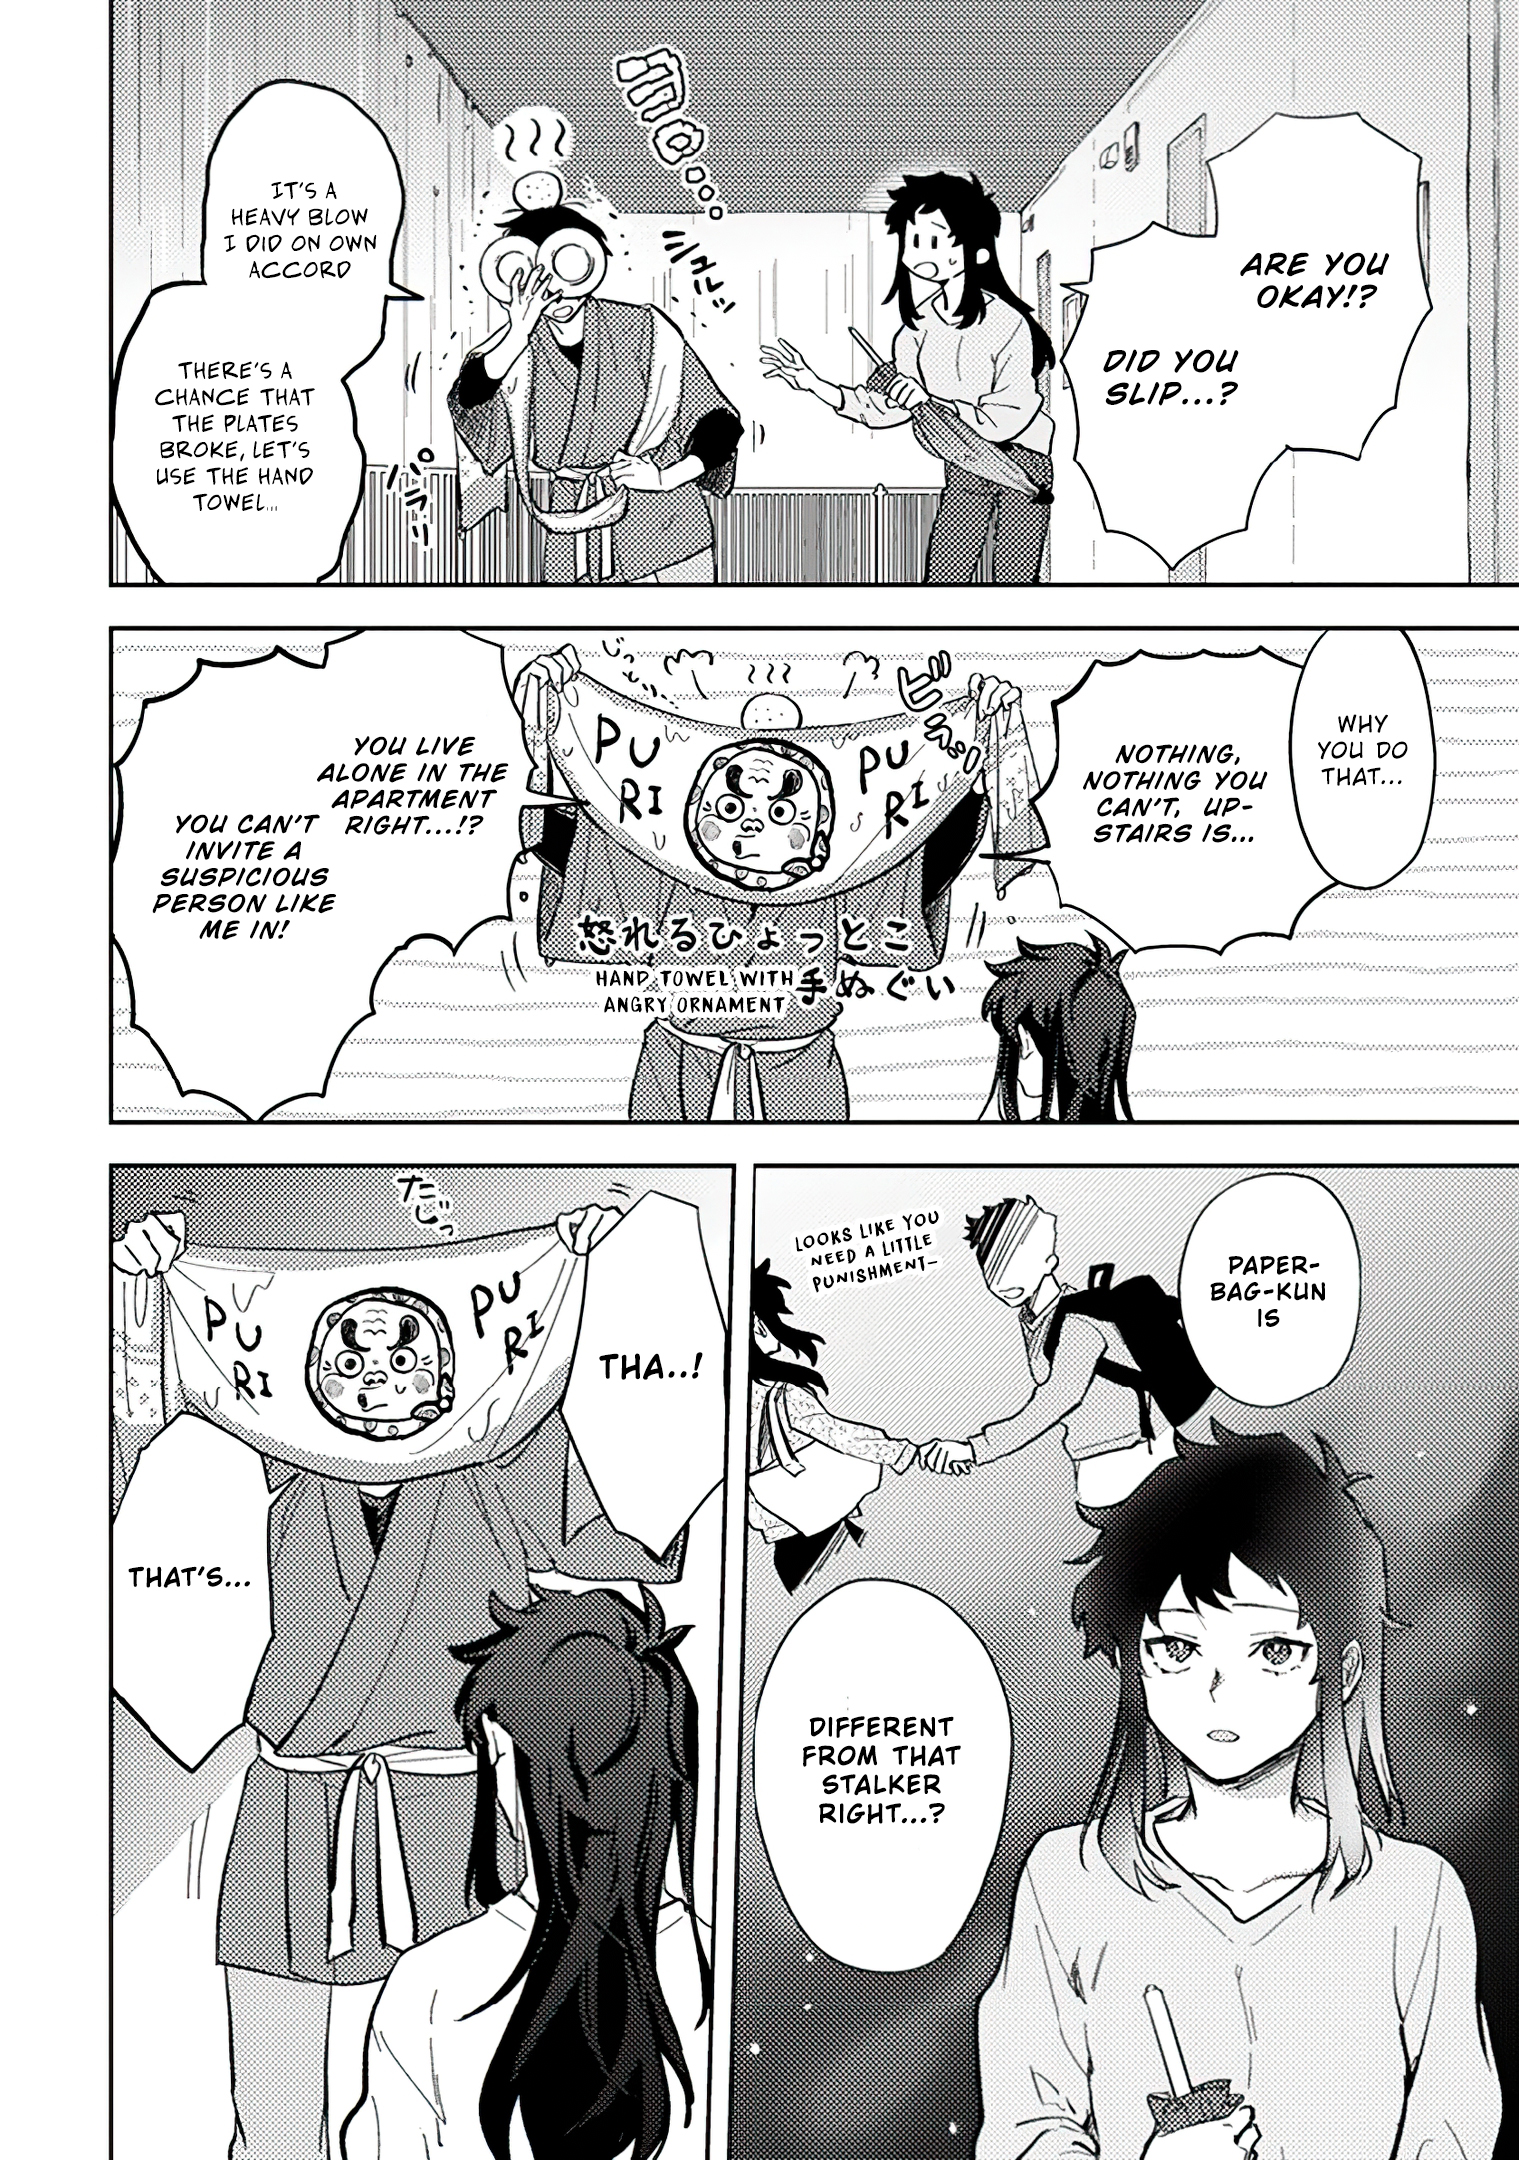 ARE YOU
OKAY!?
DID YOU
SLIP...?
IT'S A
HEAVY BLOW
I DID ON OWN
ACCORD
THERE'S A
CHANCE THAT
THE PLATES
BROKE, LET'S
USE THE HAND
TOWEL...
WHY
YOU DO
THAT...
NOTHING,
NOTHING YOU
CAN'T, UP-
STAIRS IS...
PU
RI
PU
RI
怒れるひょっとこ
手ぬぐい
HAND TOWEL WITH
ANGRY ORNAMENT
YOU LIVE
ALONE IN THE
APARTMENT
RIGHT...!?
YOU CAN'T
INVITE A
SUSPICIOUS
PERSON LIKE
ME IN!
PAPER-
BAG-KUN
IS
LOOKS LIKE YOU
NEED A LITTLE
PUNISHMENT—
DIFFERENT
FROM THAT
STALKER
RIGHT...?
たじっ
THA..!
PU
RI
PU
RI
THAT'S...